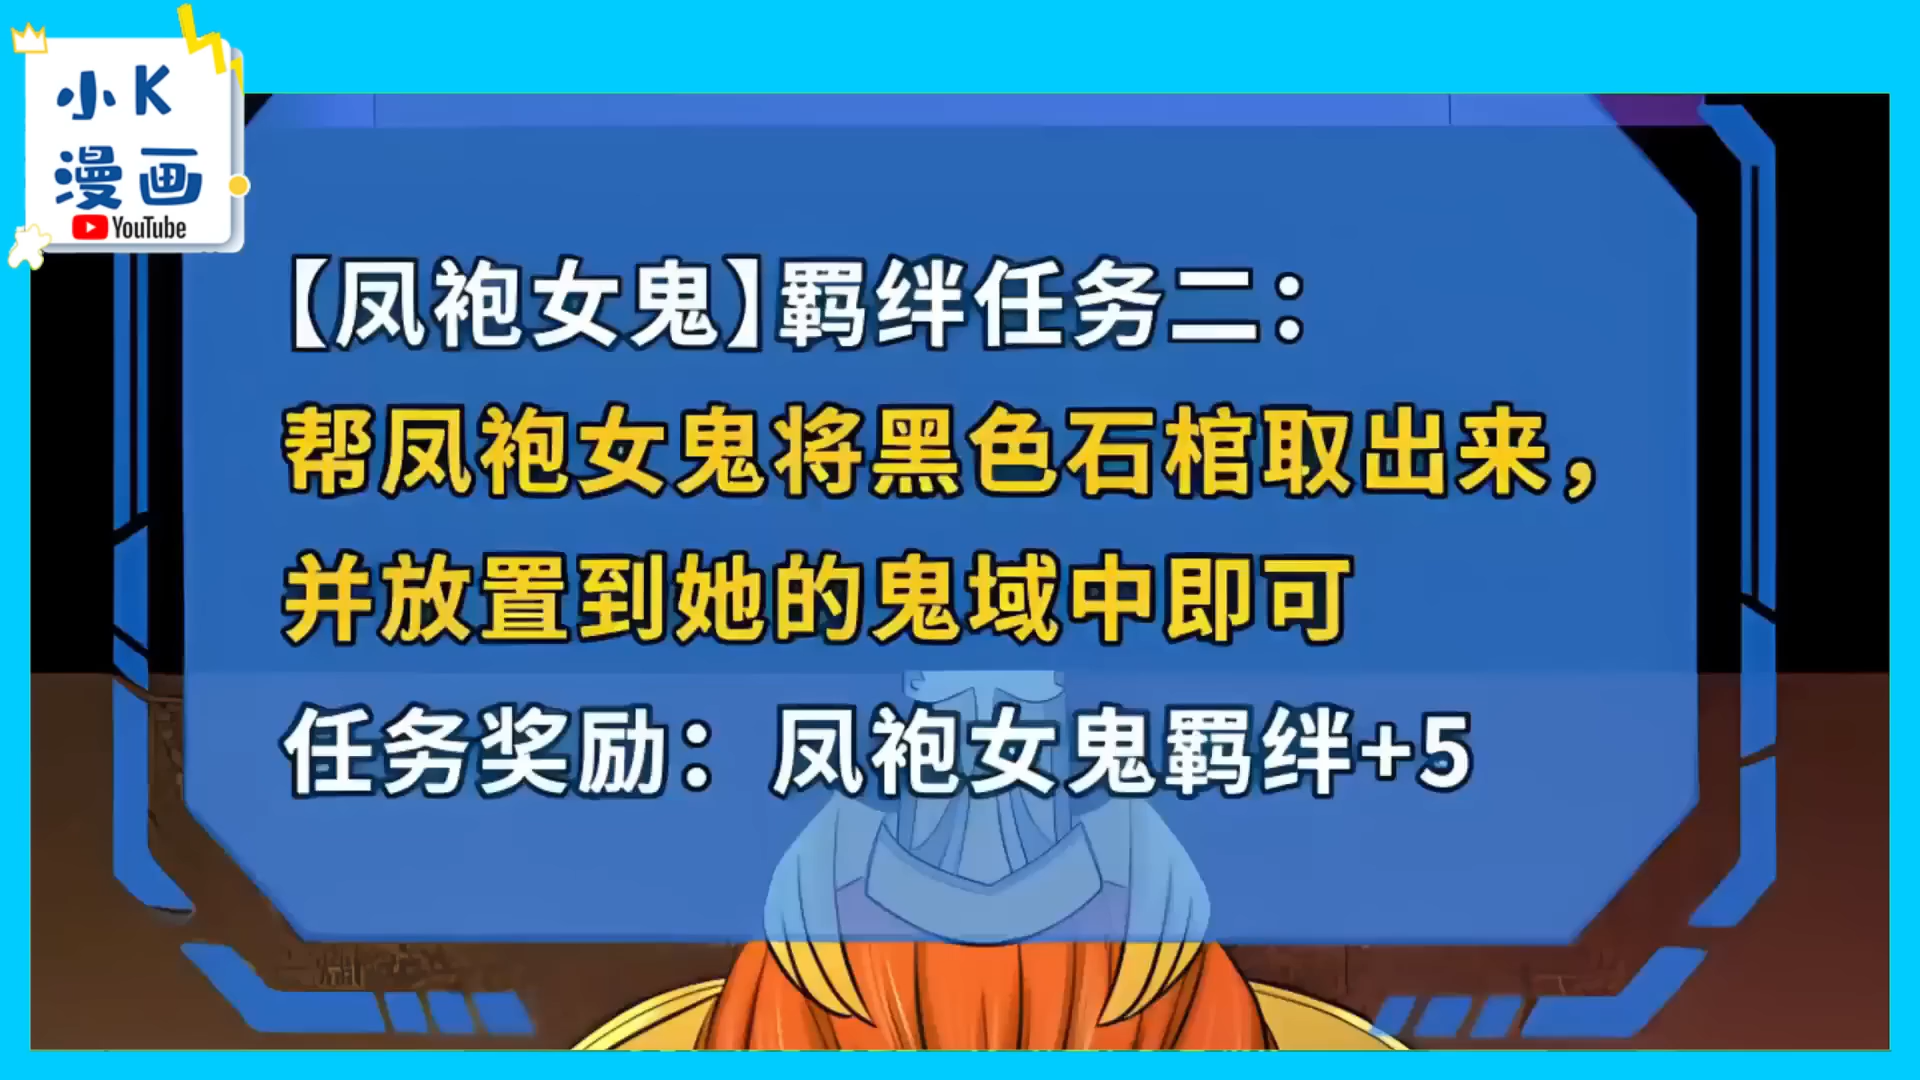 小K
漫画
YouTube
【凤袍女鬼】羁绊任务二：
帮凤袍女鬼将黑色石棺取出来，
并放置到她的鬼域中即可
任务奖励：凤袍女鬼羁绊+5